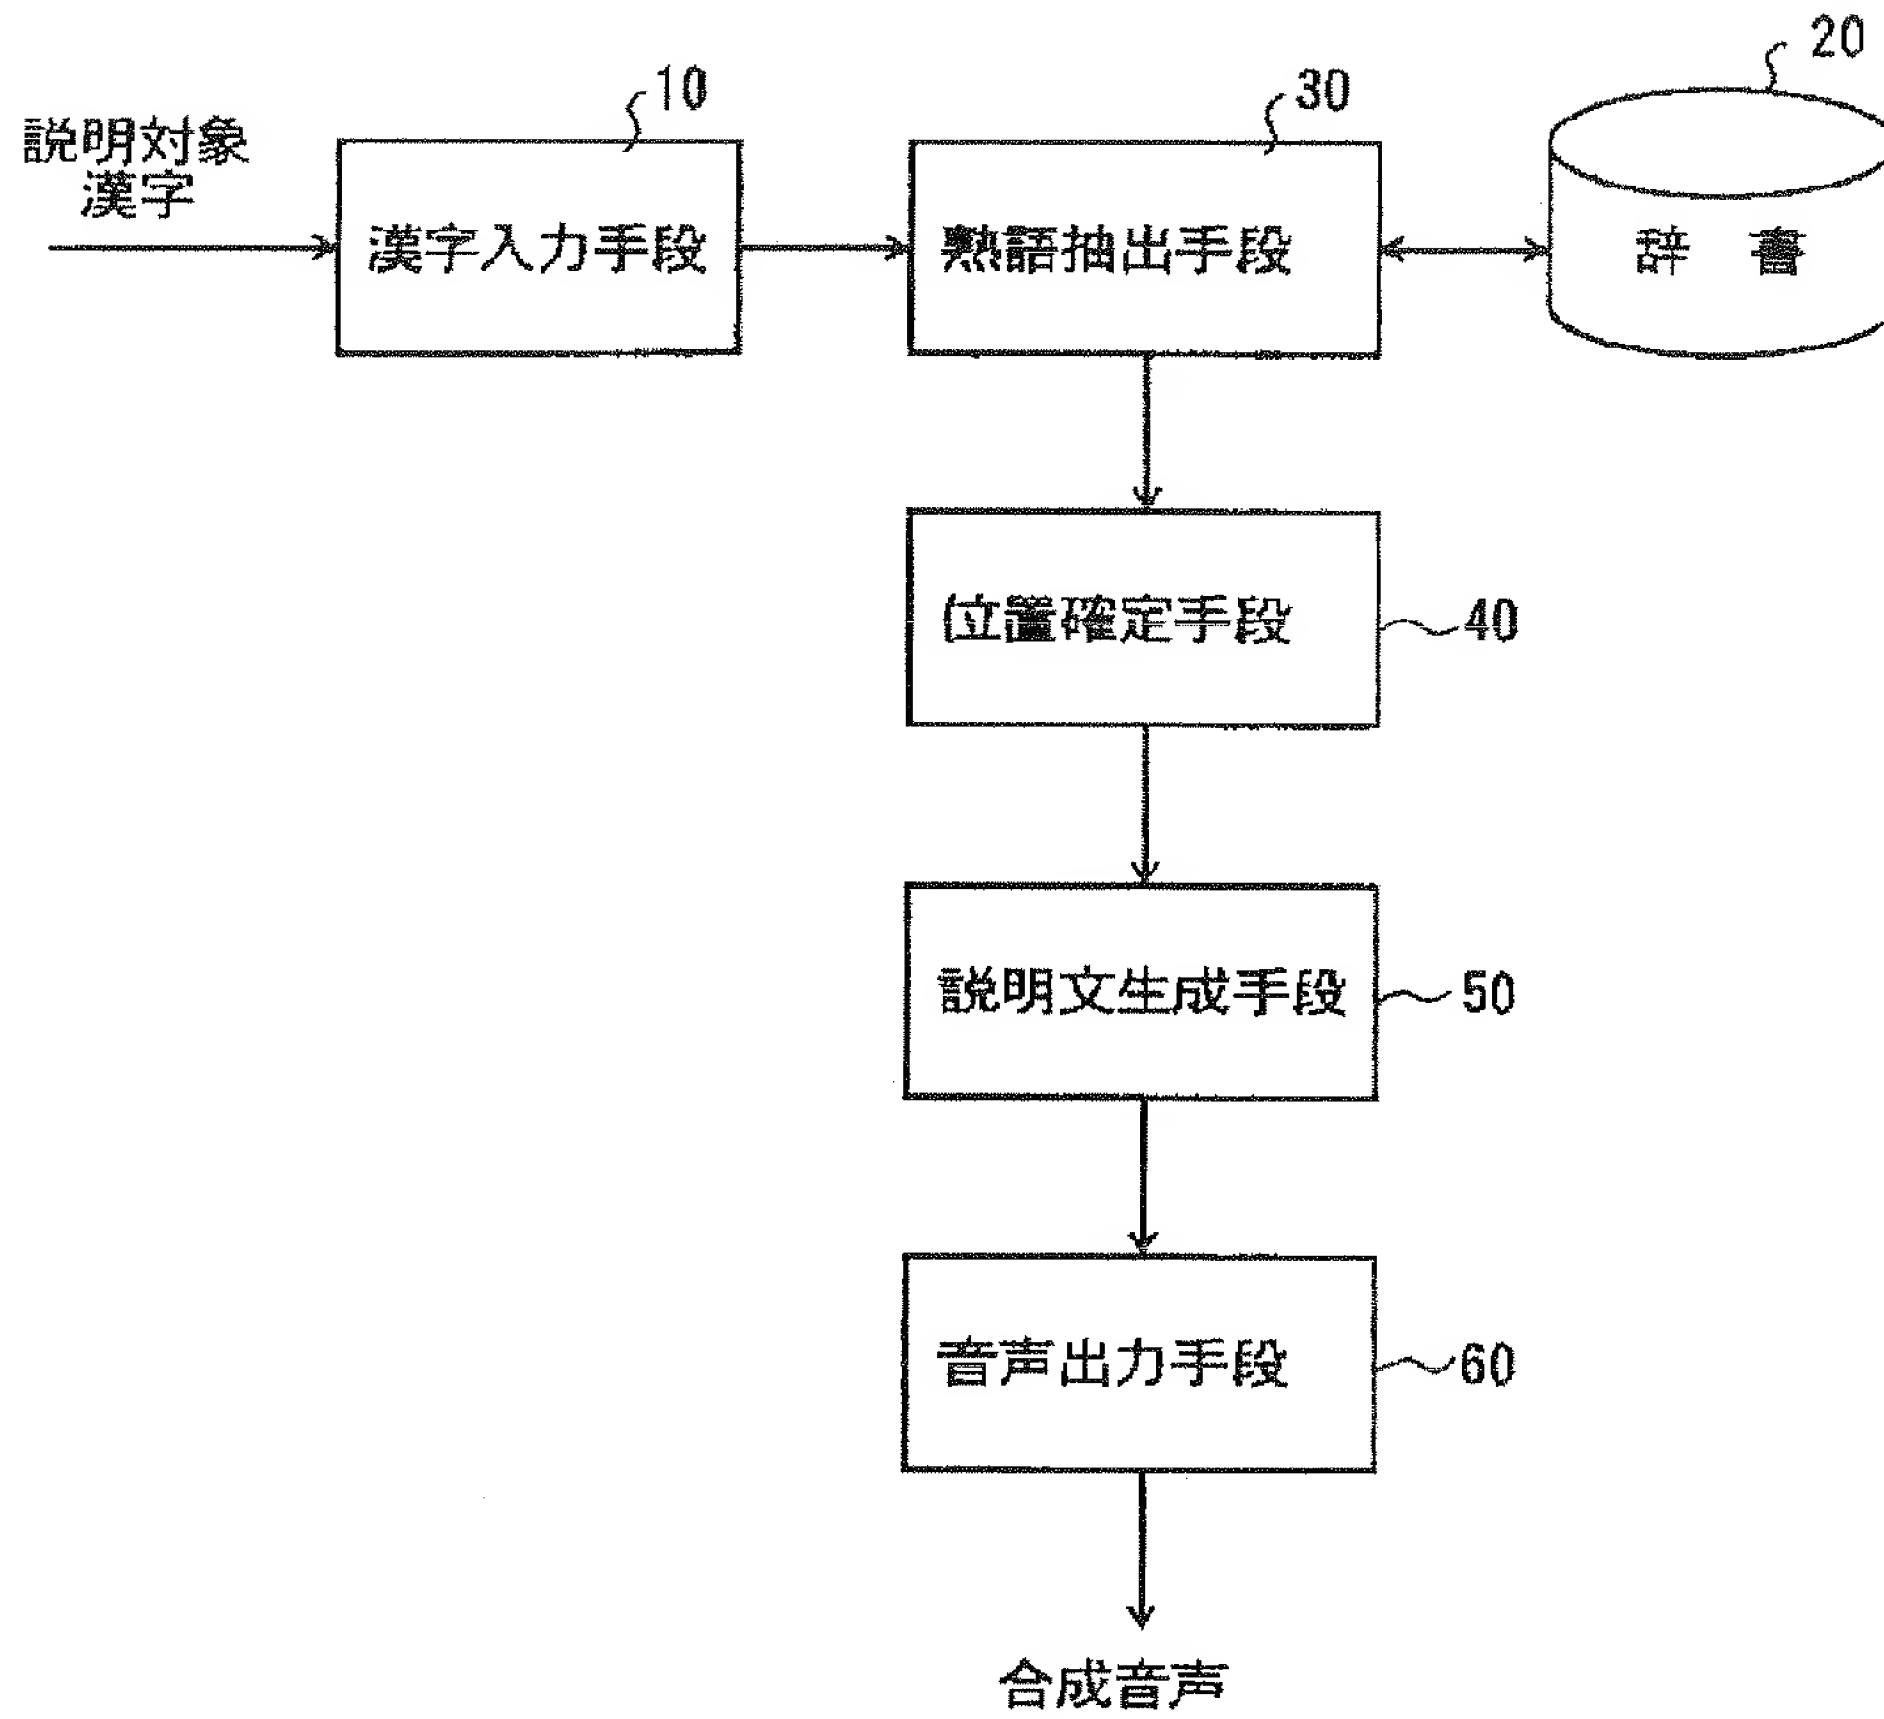 説明対象
漢字
10
漢字入力手段
30
熟語抽出手段
20
辞 書
位置確定手段
40
説明文生成手段
50
音声出力手段
60
合成音声